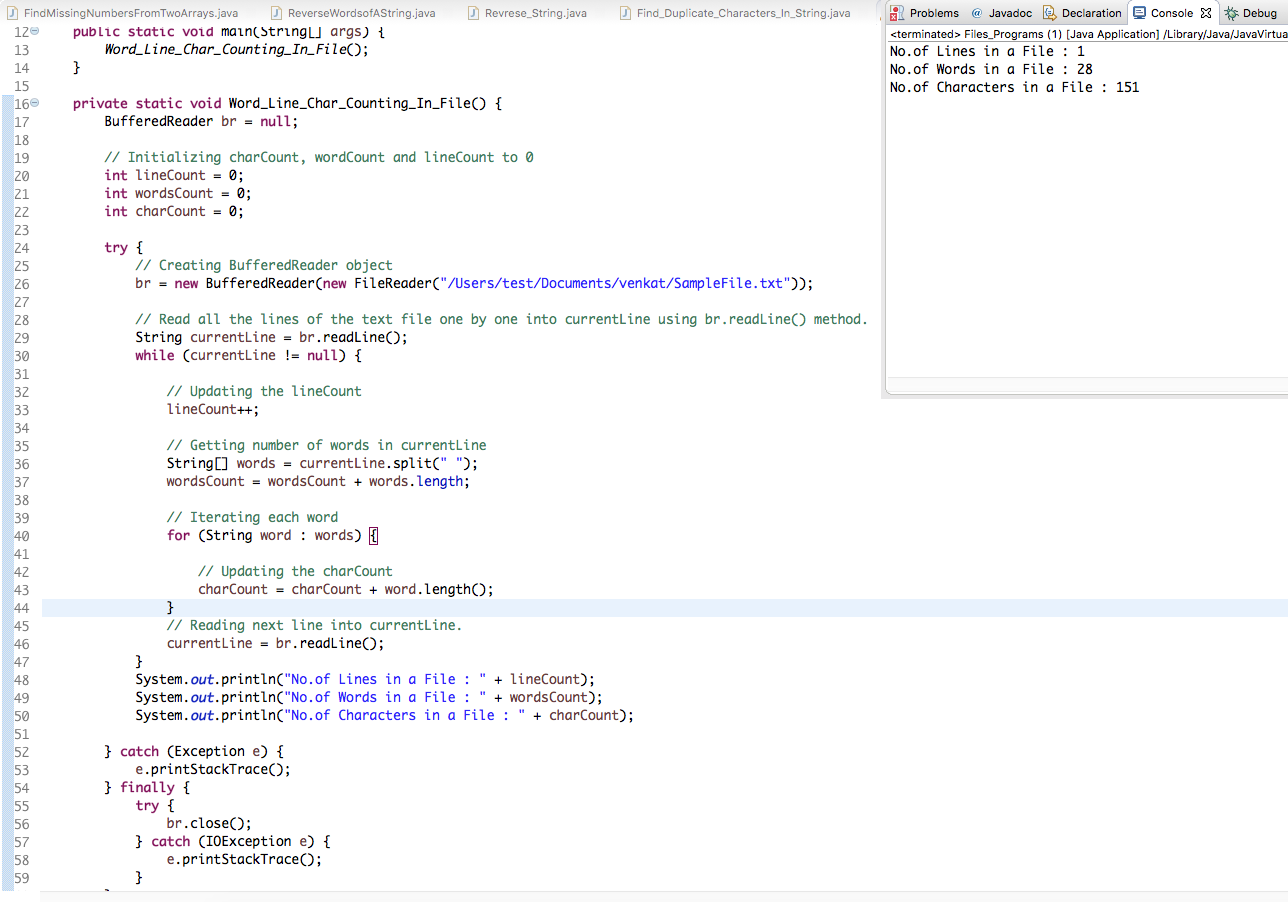 FindMissingNumbersFromTwoArrays.java ReverseWordsofAString.java Revrese_String.java Find_Duplicate_Characters_In_String.java
12 public static void main(String[] args) {
13 Word_Line_Char_Counting_In_File();
14 }
15
16 private static void Word_Line_Char_Counting_In_File() {
17 BufferedReader br = null;
18
19 // Initializing charCount, wordCount and lineCount to 0
20 int lineCount = 0;
21 int wordsCount = 0;
22 int charCount = 0;
23
24 try {
25 // Creating BufferedReader object
26 br = new BufferedReader(new FileReader("/Users/test/Documents/venkat/SampleFile.txt"));
27
28 // Read all the lines of the text file one by one into currentLine using br.readLine() method.
29 String currentLine = br.readLine();
30 while (currentLine != null) {
31
32 // Updating the lineCount
33 lineCount++;
34
35 // Getting number of words in currentLine
36 String[] words = currentLine.split(" ");
37 wordsCount = wordsCount + words.length;
38
39 // Iterating each word
40 for (String word : words) {
41
42 // Updating the charCount
43 charCount = charCount + word.length();
44 }
45 // Reading next line into currentLine.
46 currentLine = br.readLine();
47 }
48 System.out.println("No.of Lines in a File : " + lineCount);
49 System.out.println("No.of Words in a File : " + wordsCount);
50 System.out.println("No.of Characters in a File : " + charCount);
51
52 } catch (Exception e) {
53 e.printStackTrace();
54 } finally {
55 try {
56 br.close();
57 } catch (IOException e) {
58 e.printStackTrace();
59 }
Problems @ Javadoc Declaration Console Debug
<terminated> Files_Programs (1) [Java Application] /Library/Java/JavaVirtua
No.of Lines in a File : 1
No.of Words in a File : 28
No.of Characters in a File : 151